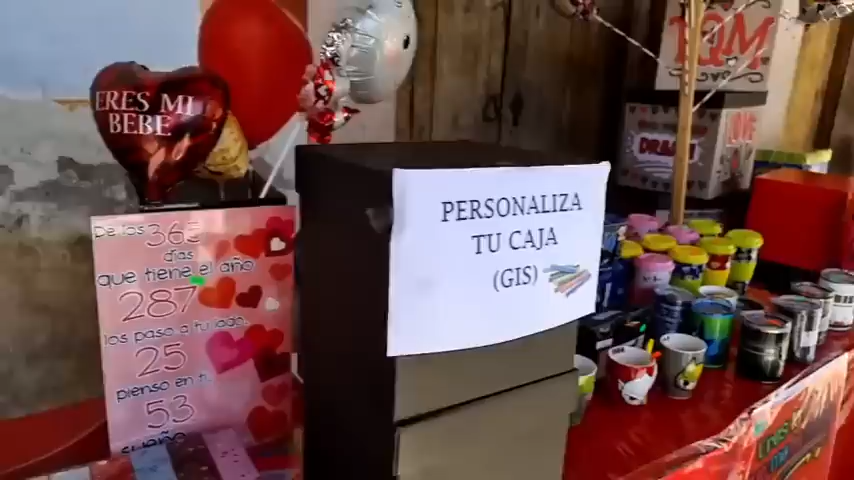 ERES MI
BEBE
De los 365
días
que tiene el año
287
los paso a tu lado,
25
pienso en ti,
53
sueño
PERSONALIZA
TU CAJA
(GIS)
TQM
LOVE